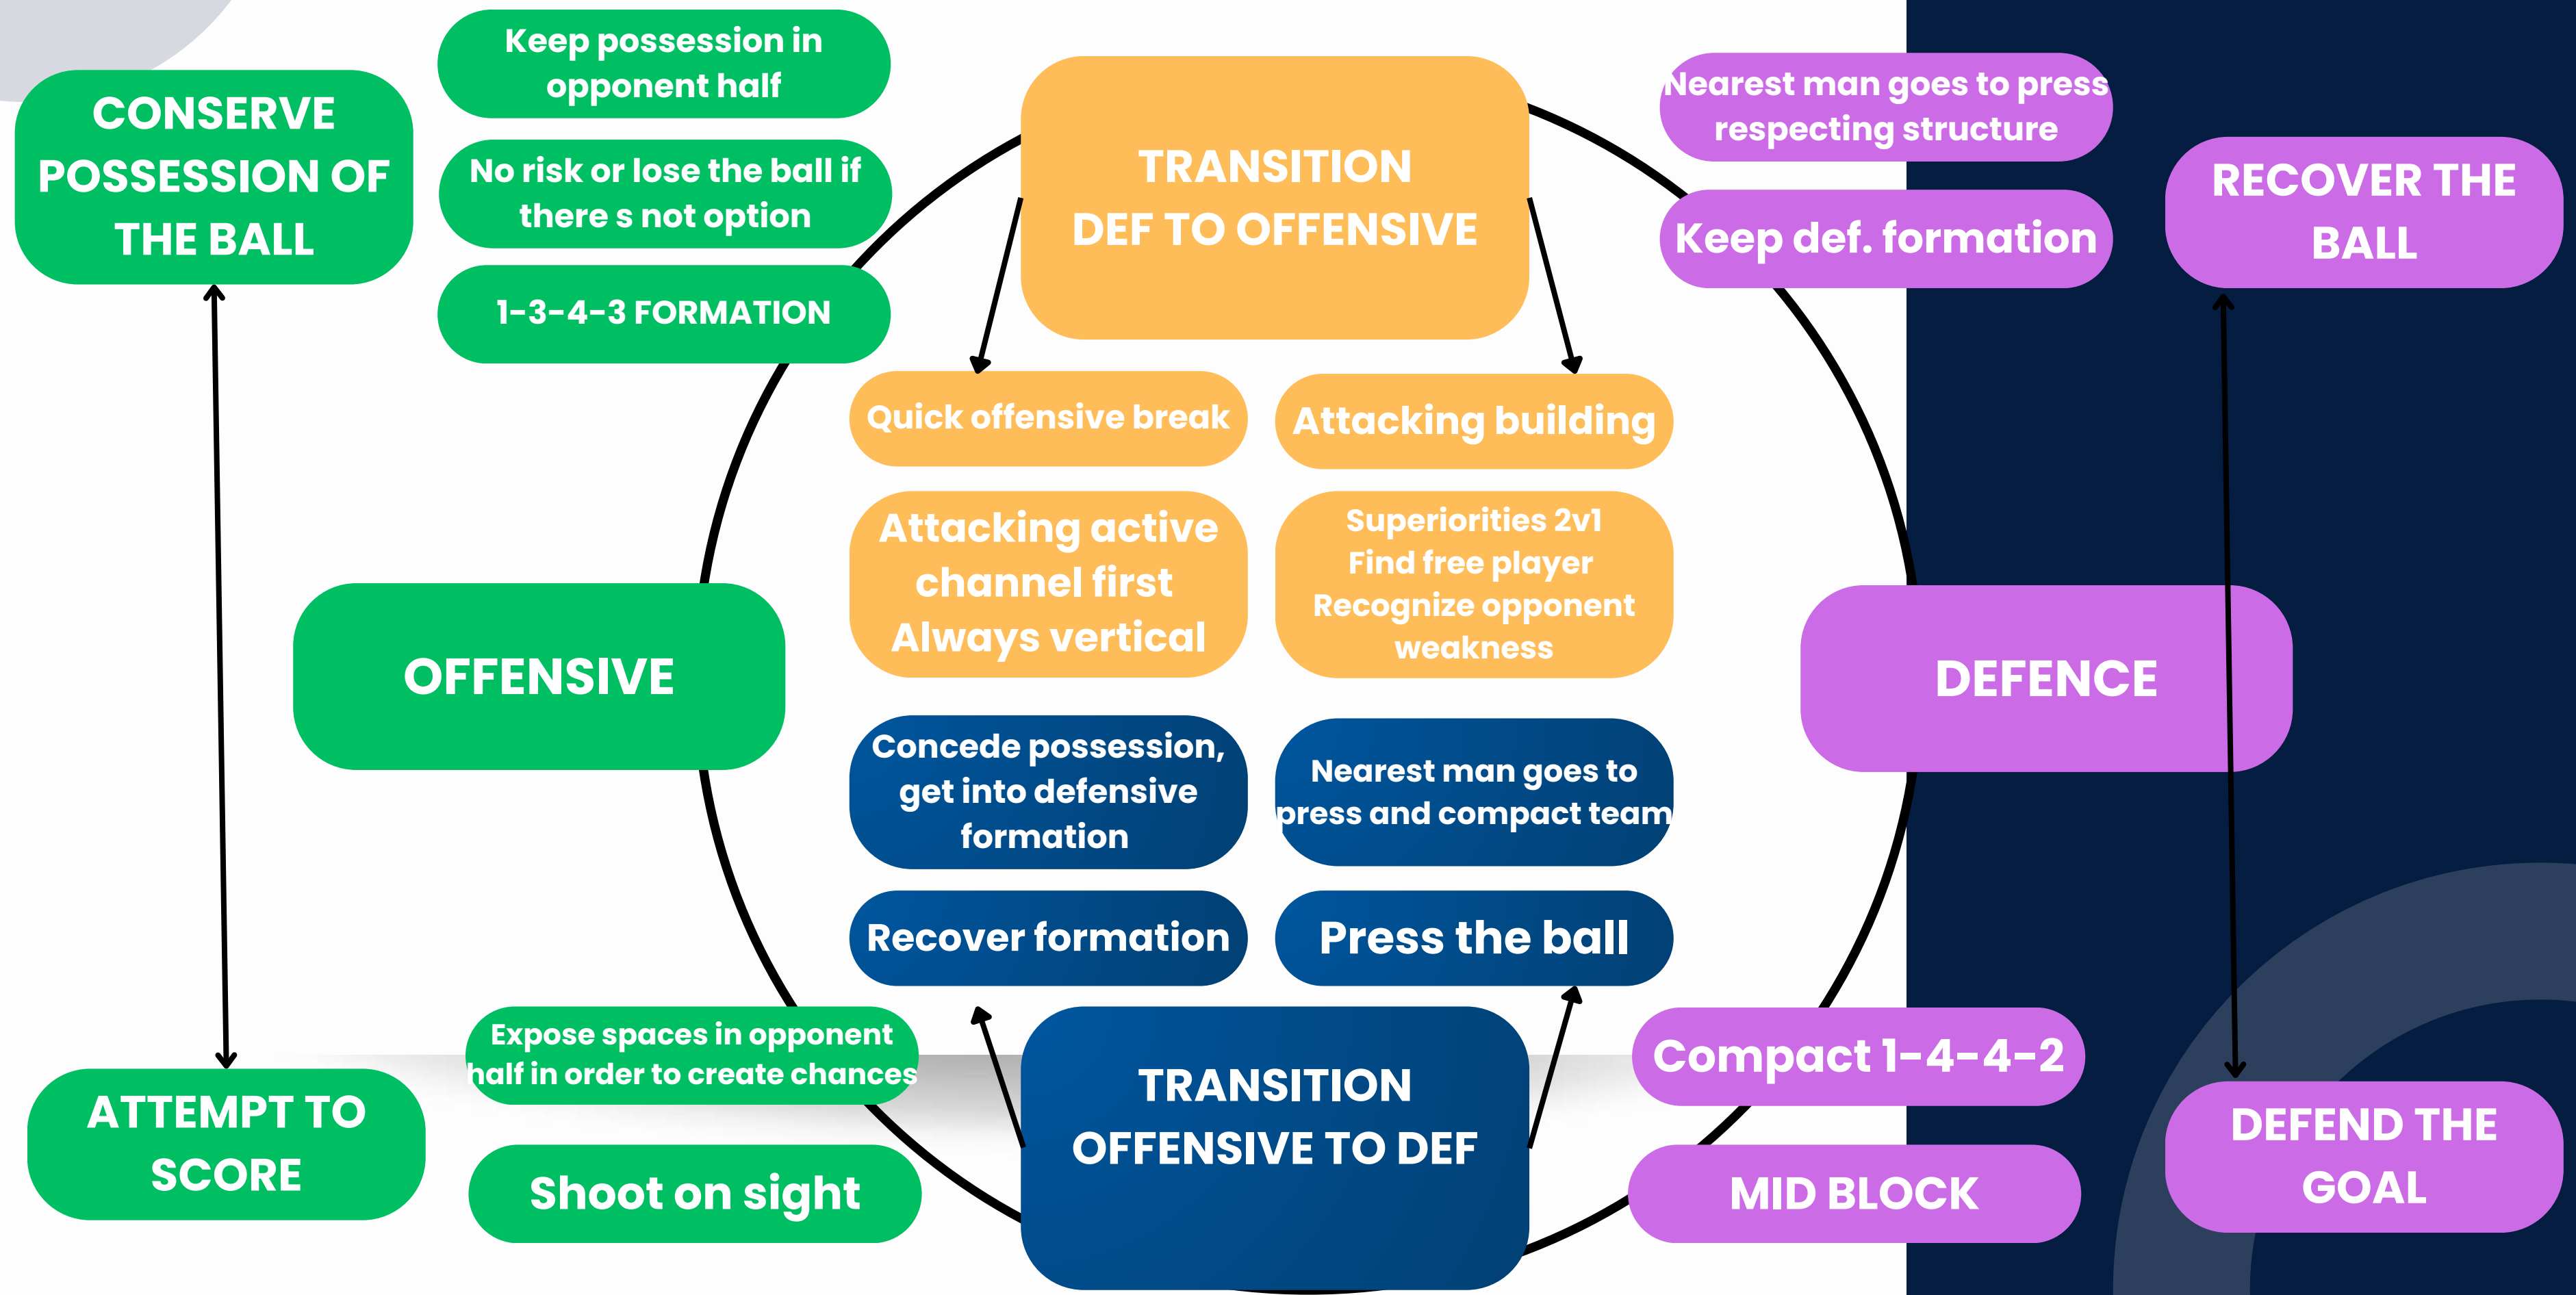 CONSERVE
POSSESSION OF
THE BALL
Keep possession in
opponent half
No risk or lose the ball if
there s not option
1-3-4-3 FORMATION
TRANSITION
DEF TO OFFENSIVE
Nearest man goes to press
respecting structure
Keep def. formation
RECOVER THE
BALL
Quick offensive break
Attacking building
Attacking active
channel first
Always vertical
Superiorities 2v1
Find free player
Recognize opponent
weakness
OFFENSIVE
DEFENCE
Concede possession,
get into defensive
formation
Nearest man goes to
press and compact team
Recover formation
Press the ball
Expose spaces in opponent
half in order to create chances
Shoot on sight
ATTEMPT TO
SCORE
TRANSITION
OFFENSIVE TO DEF
Compact 1-4-4-2
MID BLOCK
DEFEND THE
GOAL